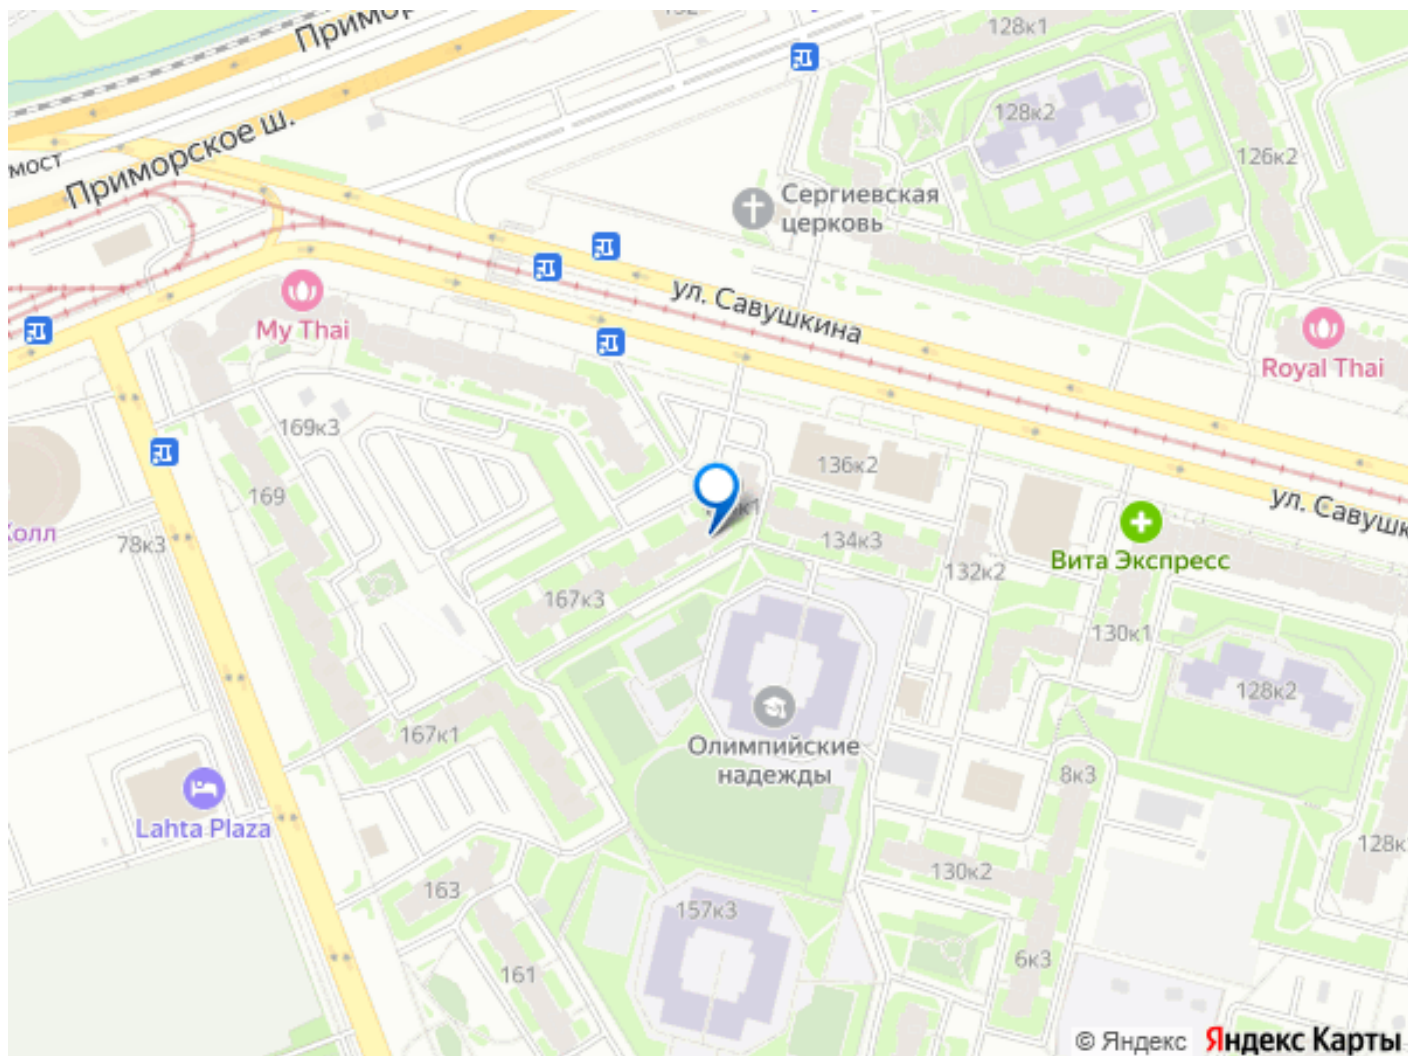 Приморское ш.
мост
128к1
128к2
126к2
Сергиевская
церковь
ул. Савушкина
My Thai
Royal Thai
169к3
169
136к2
78к3
134к3
132к2
Вита Экспресс
167к3
130к1
128к2
167к1
Олимпийские
надежды
8к3
Lahta Plaza
163
130к2
157к3
161
6к3
© Яндекс
Яндекс Карты